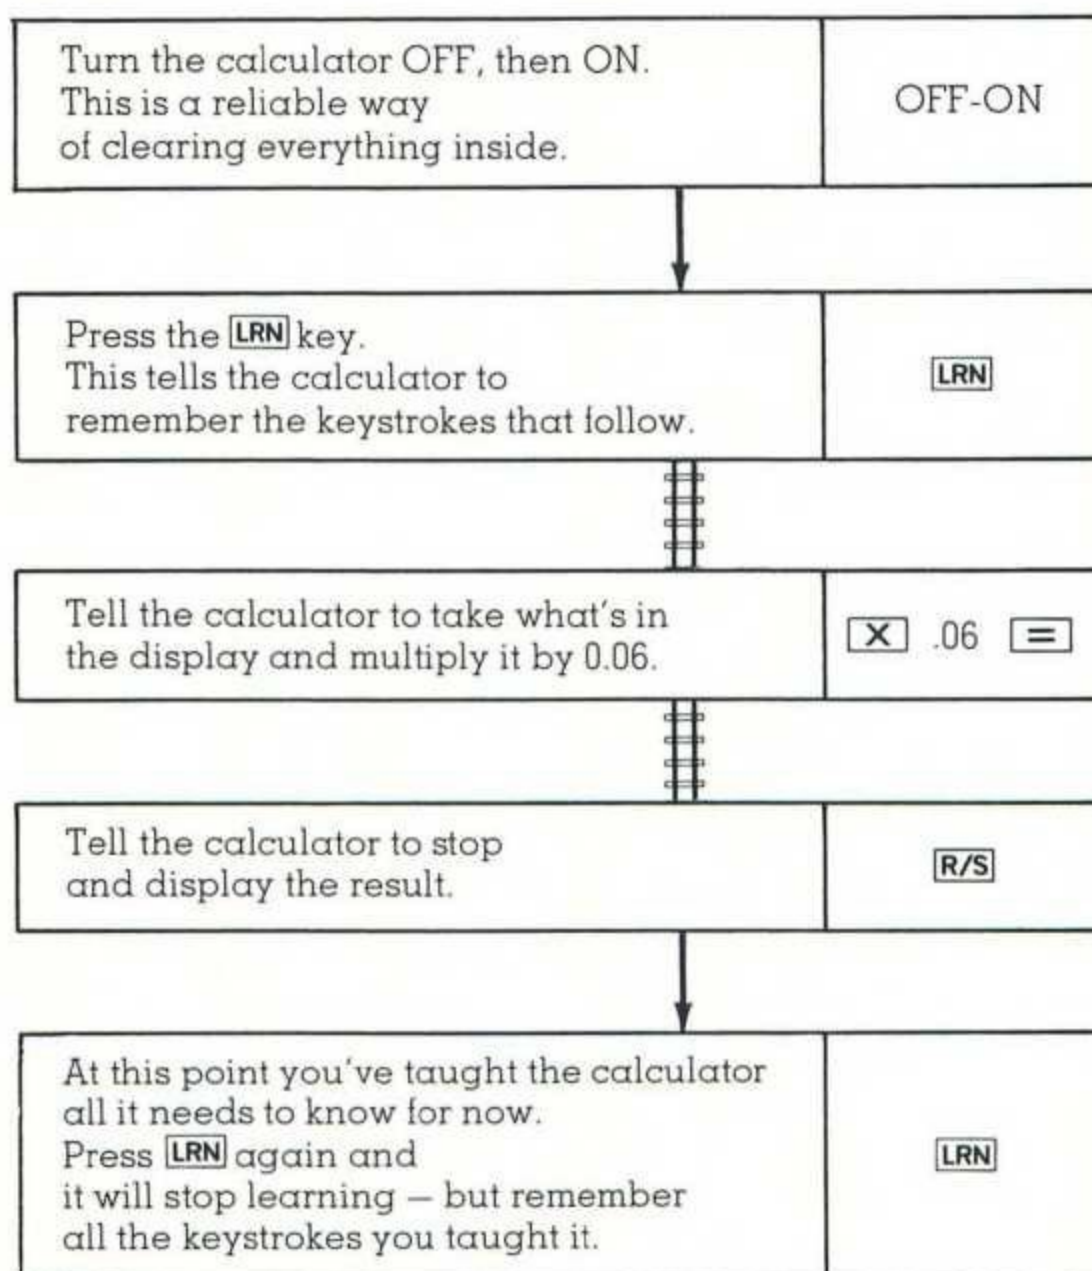 Turn the calculator OFF, then ON.
This is a reliable way
of clearing everything inside.
OFF-ON
Press the LRN key.
This tells the calculator to
remember the keystrokes that follow.
LRN
Tell the calculator to take what's in
the display and multiply it by 0.06.
X .06 =
Tell the calculator to stop
and display the result.
R/S
At this point you've taught the calculator
all it needs to know for now.
Press LRN again and
it will stop learning — but remember
all the keystrokes you taught it.
LRN